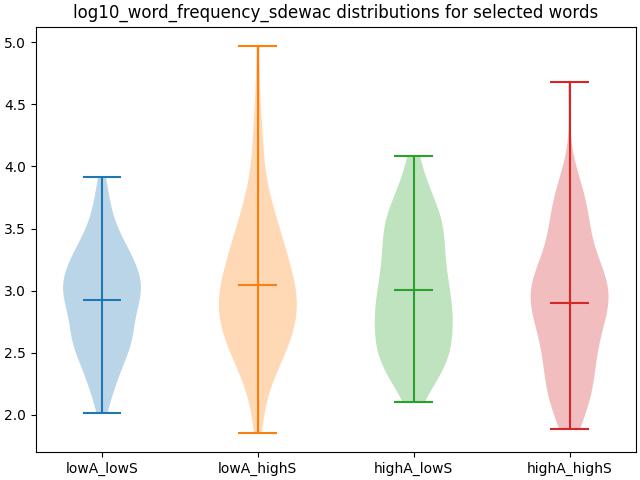 log10_word_frequency_sdewac distributions for selected words
5.0
4.5
4.0
3.5
3.0
2.5
2.0
lowA_lowS
lowA_highS
highA_lowS
highA_highS